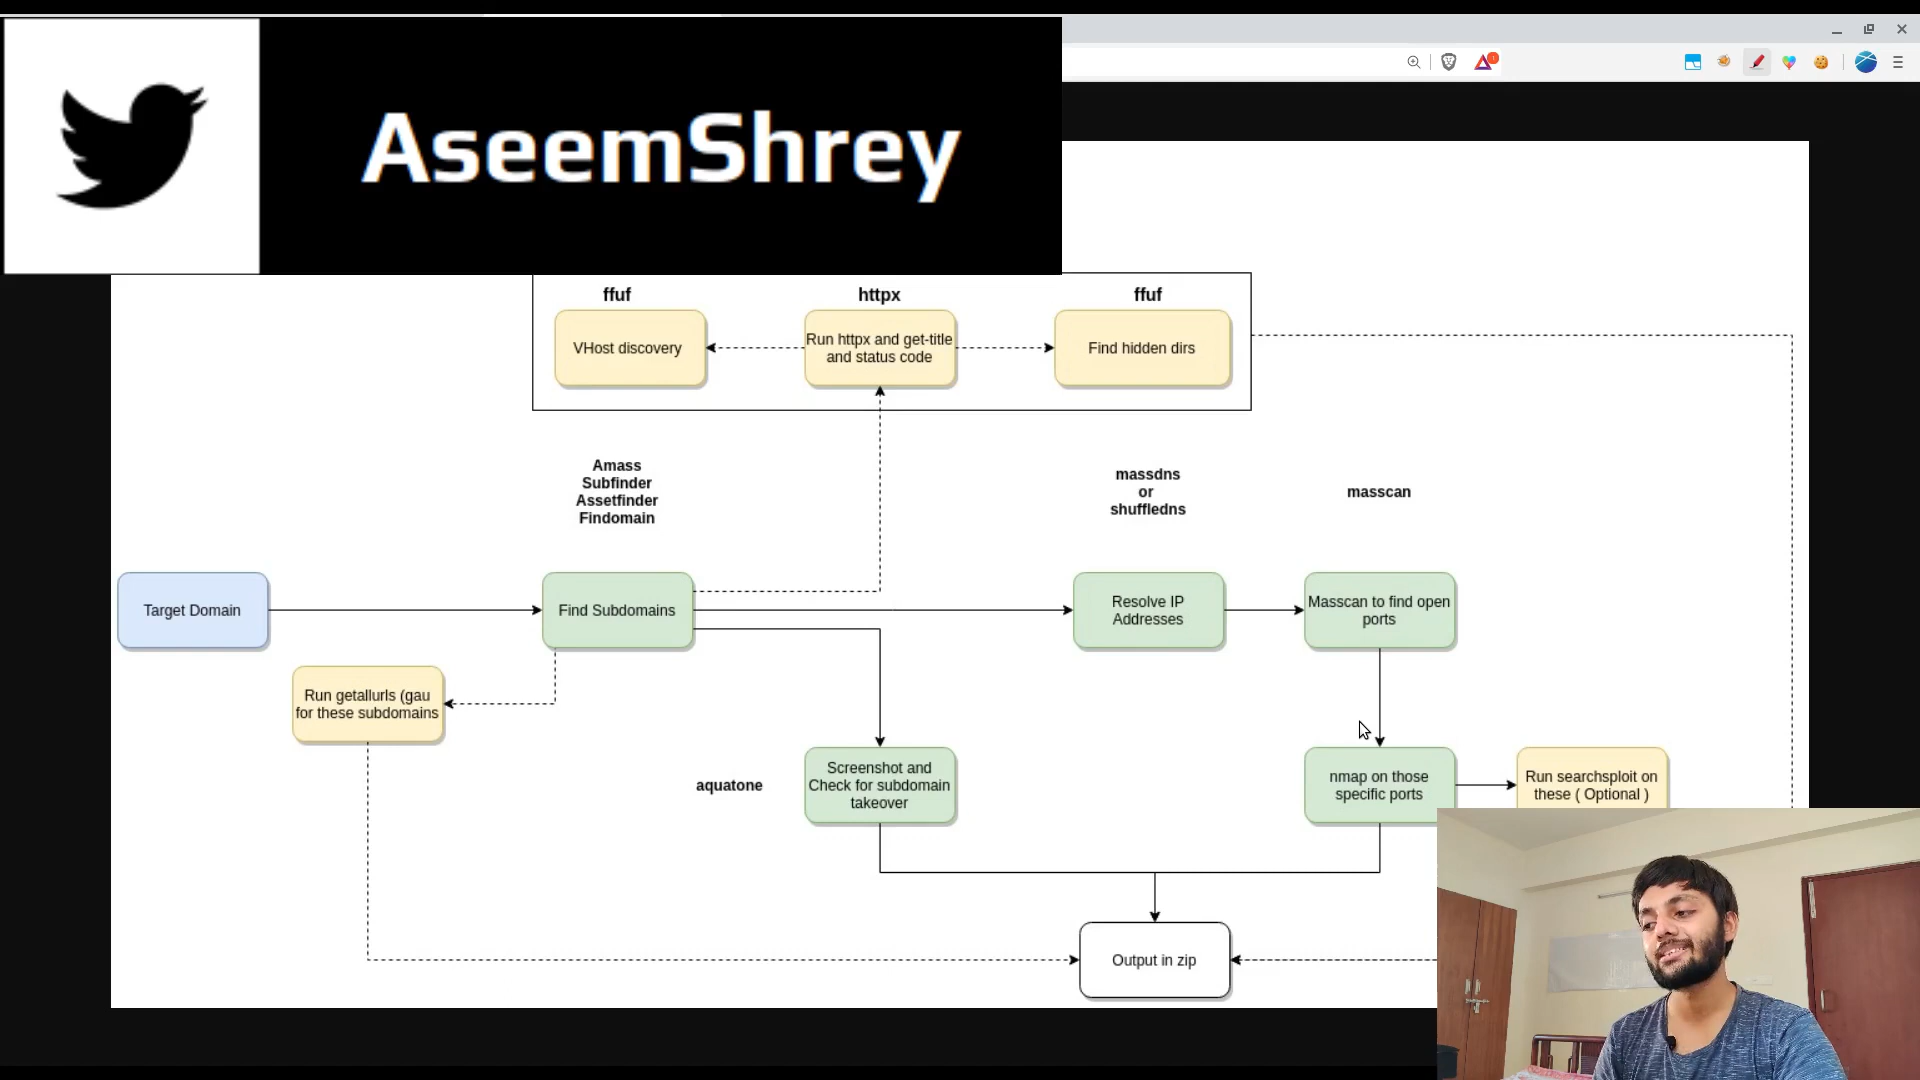 AseemShrey
ffuf
httpx
ffuf
VHost discovery
Run httpx and get-title
and status code
Find hidden dirs
Amass
Subfinder
Assetfinder
Findomain
massdns
or
shuffledns
masscan
Target Domain
Find Subdomains
Resolve IP
Addresses
Masscan to find open
ports
Run getallurls (gau
for these subdomains
aquatone
Screenshot and
Check for subdomain
takeover
nmap on those
specific ports
Run searchsploit on
these ( Optional )
Output in zip